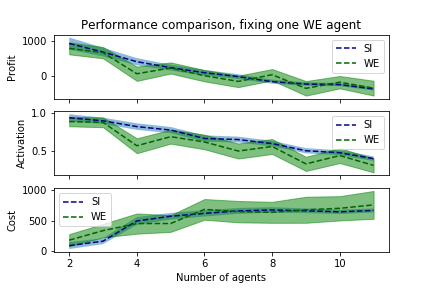 Performance comparison, fixing one WE agent
1000
0
Profit
SI
WE
1.0
0.5
Activation
SI
WE
1000
500
0
Cost
SI
WE
2 4 6 8 10
Number of agents